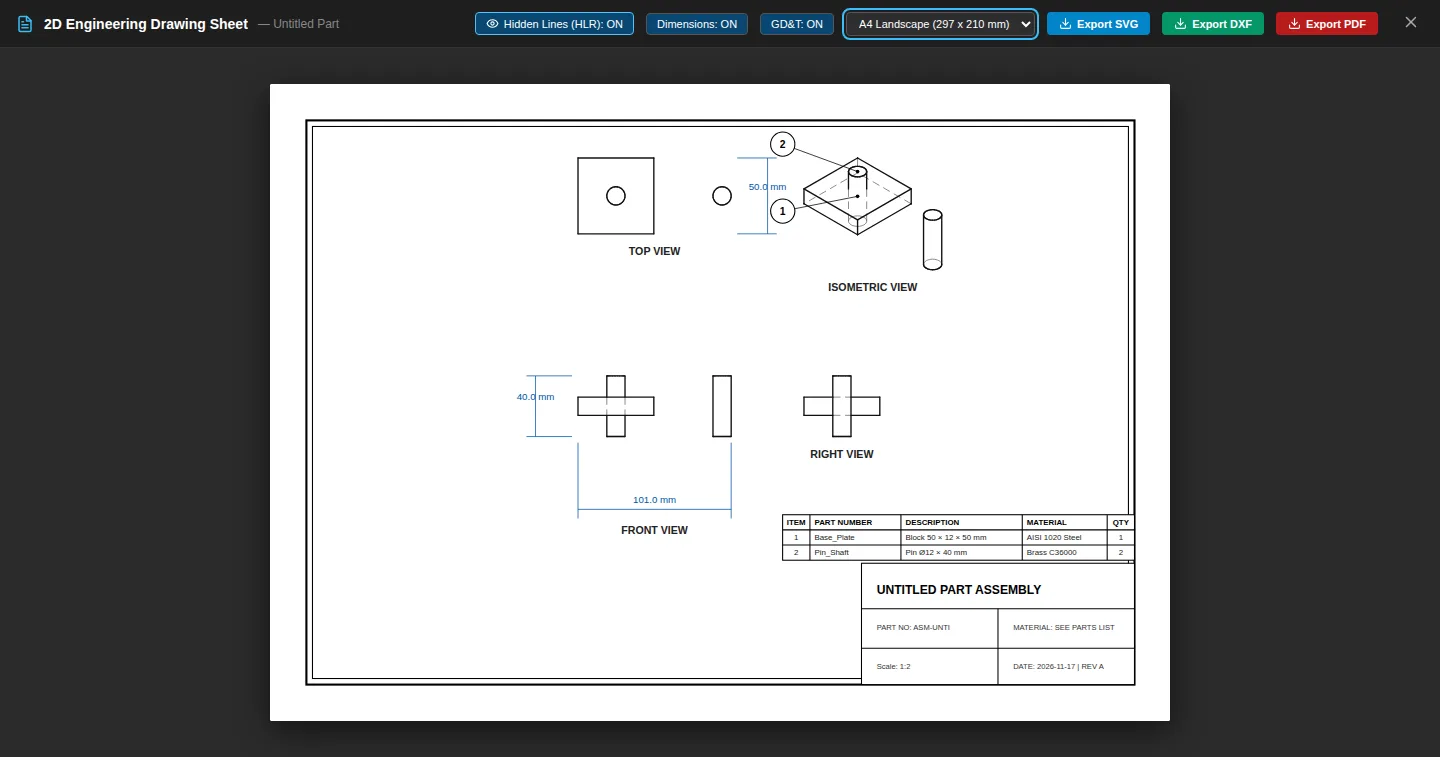 2D Engineering Drawing Sheet — Untitled Part
Hidden Lines (HLR): ON
Dimensions: ON
GD&T: ON
A4 Landscape (297 x 210 mm)
Export SVG
Export DXF
Export PDF
2
50.0 mm
1
TOP VIEW
ISOMETRIC VIEW
40.0 mm
RIGHT VIEW
101.0 mm
FRONT VIEW
ITEM PART NUMBER DESCRIPTION MATERIAL QTY
1 Base_Plate Block 50 × 12 × 50 mm AISI 1020 Steel 1
2 Pin_Shaft Pin Ø12 × 40 mm Brass C36000 2
UNTITLED PART ASSEMBLY
PART NO: ASM-UNTI MATERIAL: SEE PARTS LIST
Scale: 1:2 DATE: 2026-11-17 | REV A